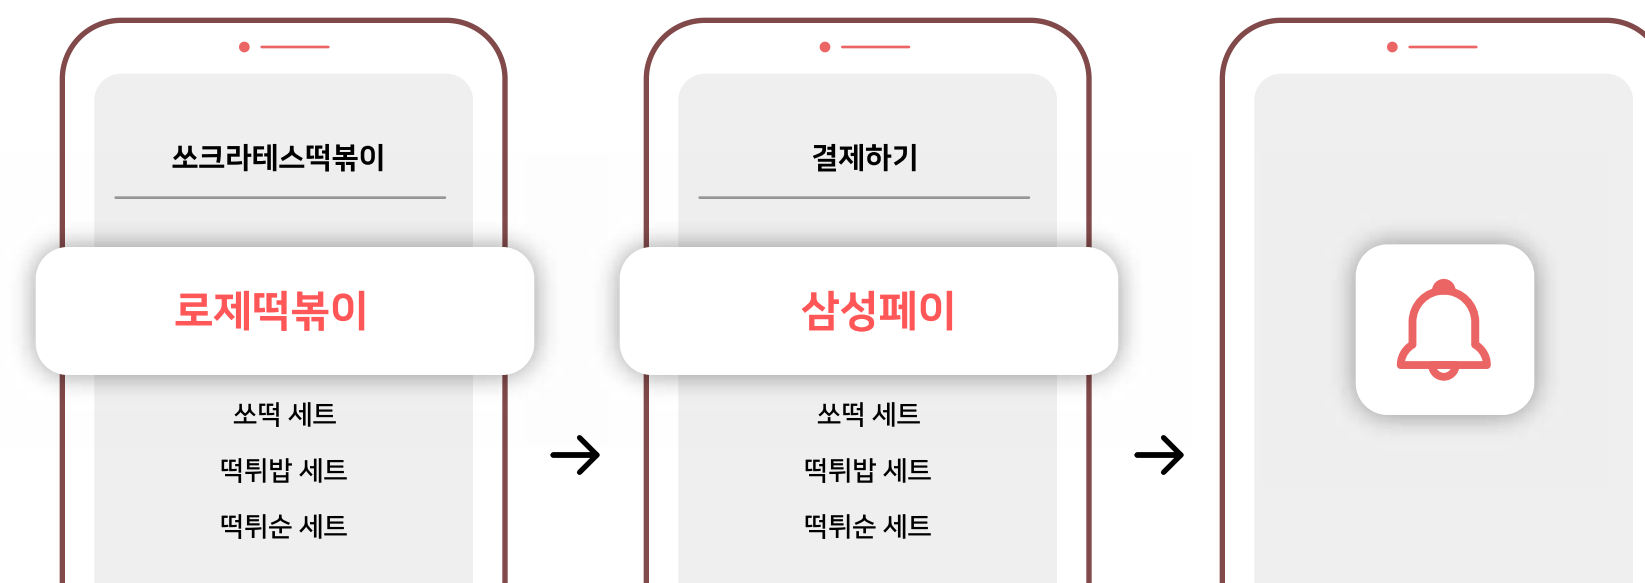 쏘크라테스떡볶이
로제떡볶이
쏘떡 세트
떡튀밥 세트
떡튀순 세트
결제하기
삼성페이
쏘떡 세트
떡튀밥 세트
떡튀순 세트